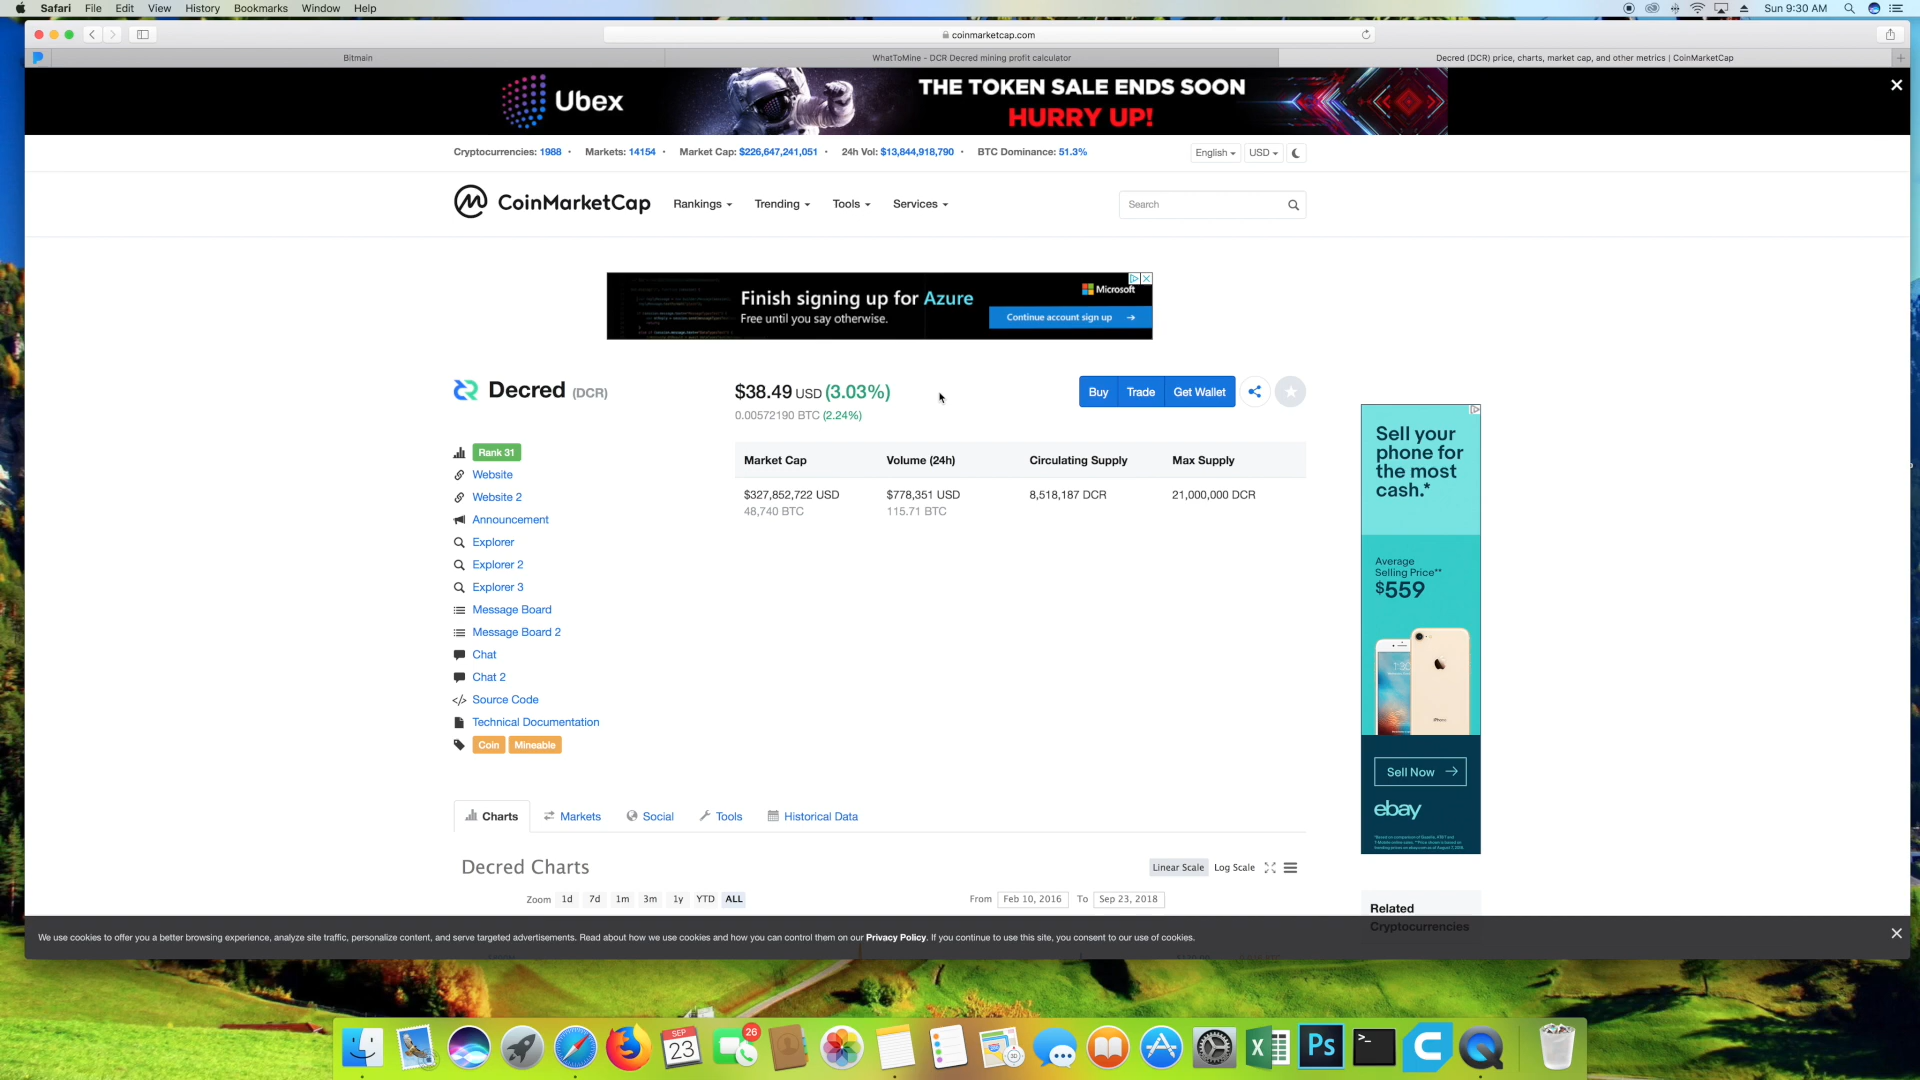 Safari File Edit View History Bookmarks Window Help
Sun 9:30 AM
coinmarketcap.com
Bitmain
WhatToMine - DCR Decred mining profit calculator
Decred (DCR) price, charts, market cap, and other metrics | CoinMarketCap
Ubex
THE TOKEN SALE ENDS SOON
HURRY UP!
Cryptocurrencies: 1988 • Markets: 14154 • Market Cap: $226,647,241,051 • 24h Vol: $13,844,918,790 • BTC Dominance: 51.3%
English USD
CoinMarketCap
Rankings Trending Tools Services
Search
Finish signing up for Azure
Free until you say otherwise.
Microsoft
Continue account sign up →
Decred (DCR)
$38.49 USD (3.03%)
0.00572190 BTC (2.24%)
Buy Trade Get Wallet
Rank 31
Website
Website 2
Announcement
Explorer
Explorer 2
Explorer 3
Message Board
Message Board 2
Chat
Chat 2
Source Code
Technical Documentation
Coin Mineable
Market Cap Volume (24h) Circulating Supply Max Supply
$327,852,722 USD $778,351 USD 8,518,187 DCR 21,000,000 DCR
48,740 BTC 115.71 BTC
Sell your
phone for
the most
cash.*
Average
Selling Price**
$559
iPhone
Sell Now →
ebay
Charts Markets Social Tools Historical Data
Decred Charts
Linear Scale Log Scale
Zoom 1d 7d 1m 3m 1y YTD ALL
From Feb 10, 2016 To Sep 23, 2018
Related
Cryptocurrencies
We use cookies to offer you a better browsing experience, analyze site traffic, personalize content, and serve targeted advertisements. Read about how we use cookies and how you can control them on our Privacy Policy. If you continue to use this site, you consent to our use of cookies.
SEP
23
26
Ps